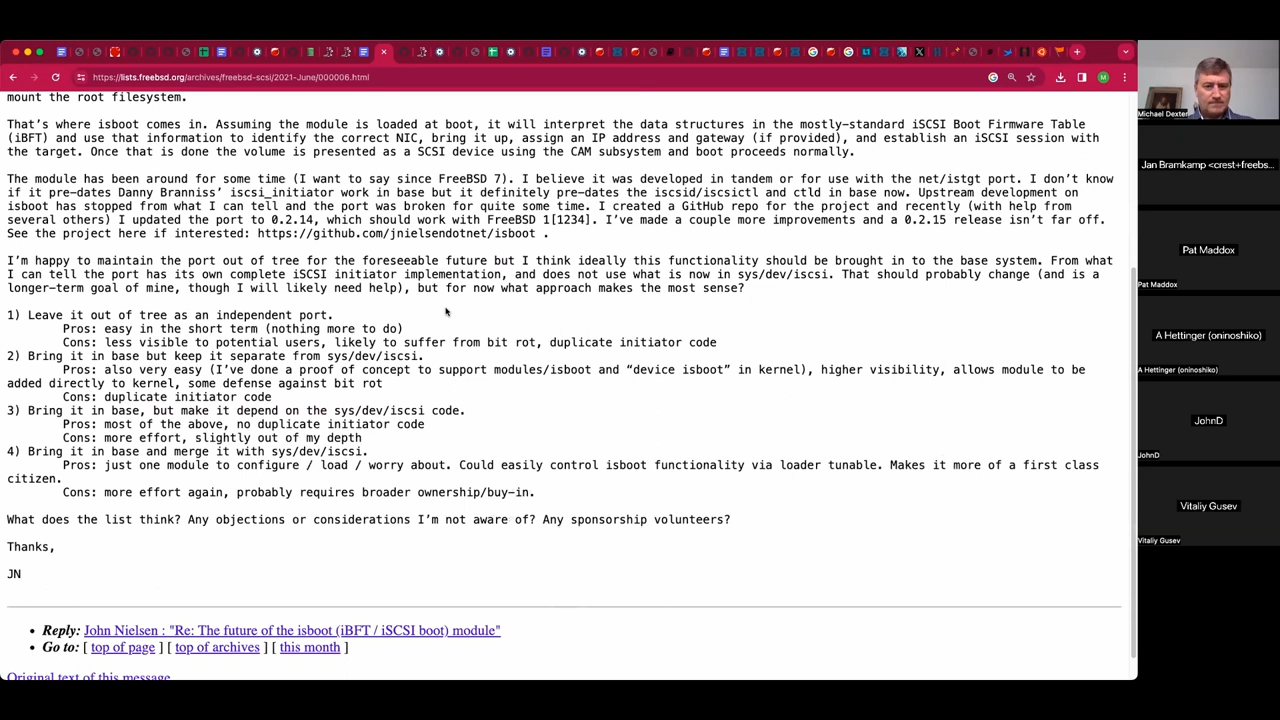 https://lists.freebsd.org/archives/freebsd-scsi/2021-June/000006.html
mount the root filesystem.
That’s where isboot comes in. Assuming the module is loaded at boot, it will interpret the data structures in the mostly-standard iSCSI Boot Firmware Table
(iBFT) and use that information to identify the correct NIC, bring it up, assign an IP address and gateway (if provided), and establish an iSCSI session with
the target. Once that is done the volume is presented as a SCSI device using the CAM subsystem and boot proceeds normally.
The module has been around for some time (I want to say since FreeBSD 7). I believe it was developed in tandem or for use with the net/istgt port. I don’t know
if it pre-dates Danny Branniss’ iscsi_initiator work in base but it definitely pre-dates the iscsid/iscsictl and ctld in base now. Upstream development on
isboot has stopped from what I can tell and the port was broken for quite some time. I created a GitHub repo for the project and recently (with help from
several others) I updated the port to 0.2.14, which should work with FreeBSD 1[1234]. I’ve made a couple more improvements and a 0.2.15 release isn’t far off.
See the project here if interested: https://github.com/jnielsendotnet/isboot .
I’m happy to maintain the port out of tree for the foreseeable future but I think ideally this functionality should be brought in to the base system. From what
I can tell the port has its own complete iSCSI initiator implementation, and does not use what is now in sys/dev/iscsi. That should probably change (and is a
longer-term goal of mine, though I will likely need help), but for now what approach makes the most sense?
1) Leave it out of tree as an independent port.
Pros: easy in the short term (nothing more to do)
Cons: less visible to potential users, likely to suffer from bit rot, duplicate initiator code
2) Bring it in base but keep it separate from sys/dev/iscsi.
Pros: also very easy (I’ve done a proof of concept to support modules/isboot and “device isboot” in kernel), higher visibility, allows module to be
added directly to kernel, some defense against bit rot
Cons: duplicate initiator code
3) Bring it in base, but make it depend on the sys/dev/iscsi code.
Pros: most of the above, no duplicate initiator code
Cons: more effort, slightly out of my depth
4) Bring it in base and merge it with sys/dev/iscsi.
Pros: just one module to configure / load / worry about. Could easily control isboot functionality via loader tunable. Makes it more of a first class
citizen.
Cons: more effort again, probably requires broader ownership/buy-in.
What does the list think? Any objections or considerations I’m not aware of? Any sponsorship volunteers?
Thanks,
JN
• Reply: John Nielsen : "Re: The future of the isboot (iBFT / iSCSI boot) module"
• Go to: [ top of page ] [ top of archives ] [ this month ]
Original text of this message
Michael Dexter
Jan Bramkamp <crest+freebs...
Pat Maddox
Pat Maddox
A Hettinger (oninoshiko)
A Hettinger (oninoshiko)
JohnD
JohnD
Vitaliy Gusev
Vitaliy Gusev